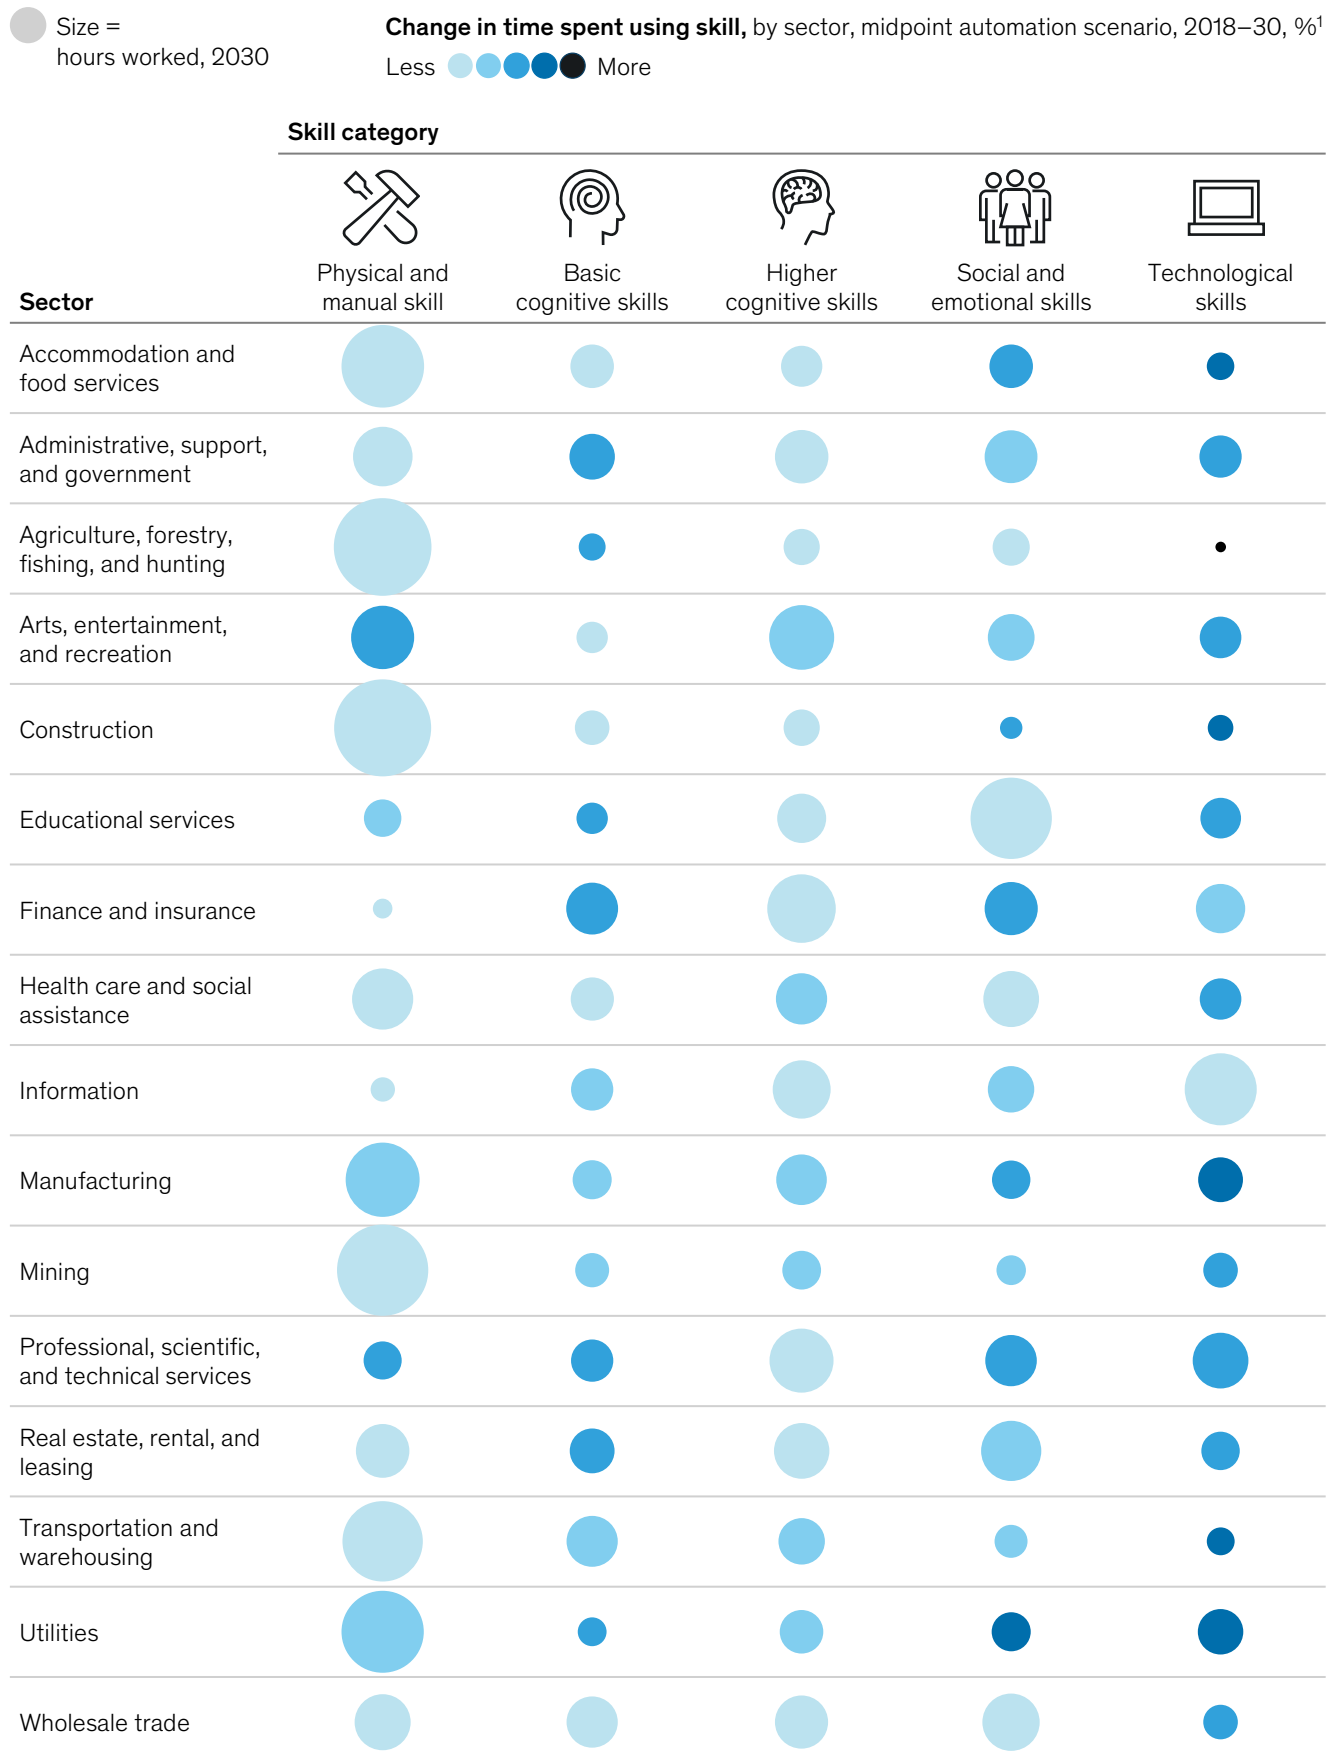 Size =
hours worked, 2030
Change in time spent using skill, by sector, midpoint automation scenario, 2018–30, %¹
Less
More
Skill category
Sector
Physical and
manual skill
Basic
cognitive skills
Higher
cognitive skills
Social and
emotional skills
Technological
skills
Accommodation and
food services
Administrative, support,
and government
Agriculture, forestry,
fishing, and hunting
Arts, entertainment,
and recreation
Construction
Educational services
Finance and insurance
Health care and social
assistance
Information
Manufacturing
Mining
Professional, scientific,
and technical services
Real estate, rental, and
leasing
Transportation and
warehousing
Utilities
Wholesale trade